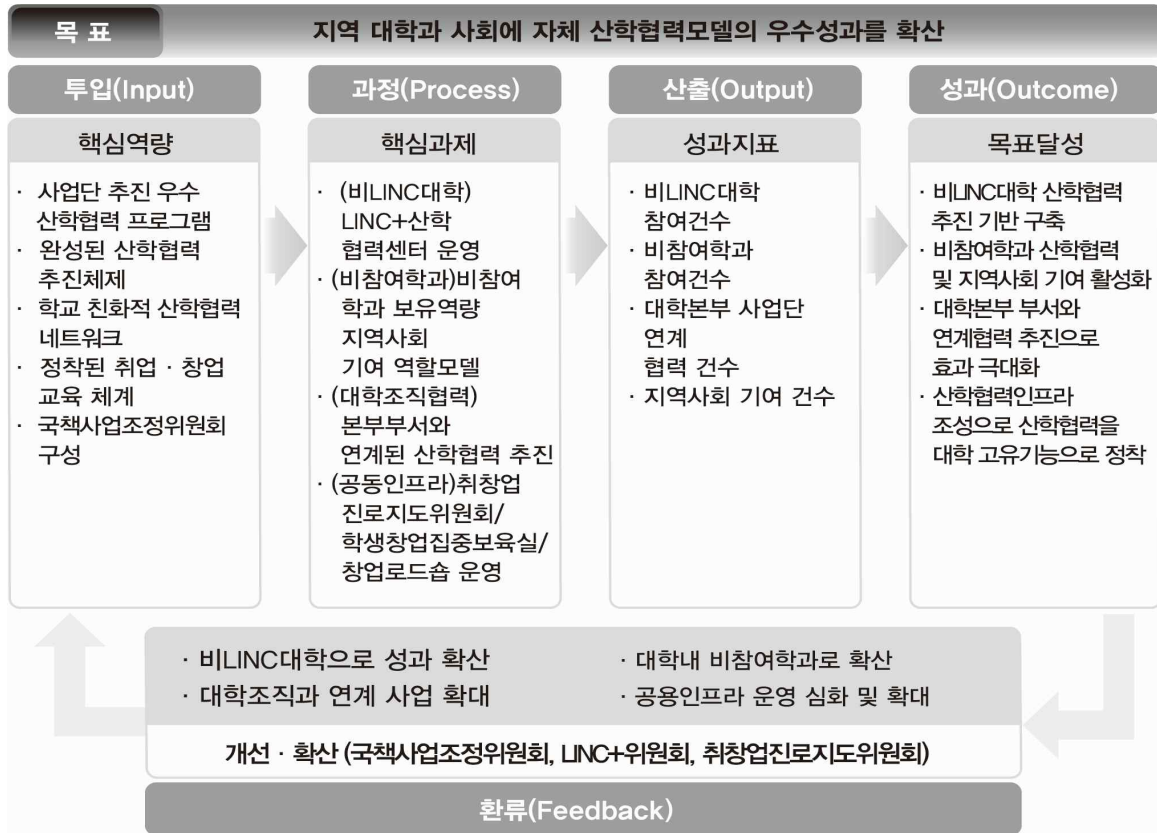 목 표
지역 대학과 사회에 자체 산학협력모델의 우수성과를 확산
투입(Input)
핵심역량
· 사업단 추진 우수
산학협력 프로그램
· 완성된 산학협력
추진체제
· 학교 친화적 산학협력
네트워크
· 정착된 취업 · 창업
교육 체계
· 국책사업조정위원회
구성
과정(Process)
핵심과제
· (비LINC대학)
LINC+산학
협력센터 운영
· (비참여학과)비참여
학과 보유역량
지역사회
기여 역할모델
· (대학조직협력)
본부부서와
연계된 산학협력 추진
· (공동인프라)취창업
진로지도위원회/
학생창업집중보육실/
창업로드숍 운영
산출(Output)
성과지표
· 비LINC대학
참여건수
· 비참여학과
참여건수
· 대학본부 사업단
연계
협력 건수
· 지역사회 기여 건수
성과(Outcome)
목표달성
· 비LINC대학 산학협력
추진 기반 구축
· 비참여학과 산학협력
및 지역사회 기여 활성화
· 대학본부 부서와
연계협력 추진으로
효과 극대화
· 산학협력인프라
조성으로 산학협력을
대학 고유기능으로 정착
· 비LINC대학으로 성과 확산
· 대학내 비참여학과로 확산
· 대학조직과 연계 사업 확대
· 공용인프라 운영 심화 및 확대
개선 · 확산 (국책사업조정위원회, LINC+위원회, 취창업진로지도위원회)
환류(Feedback)